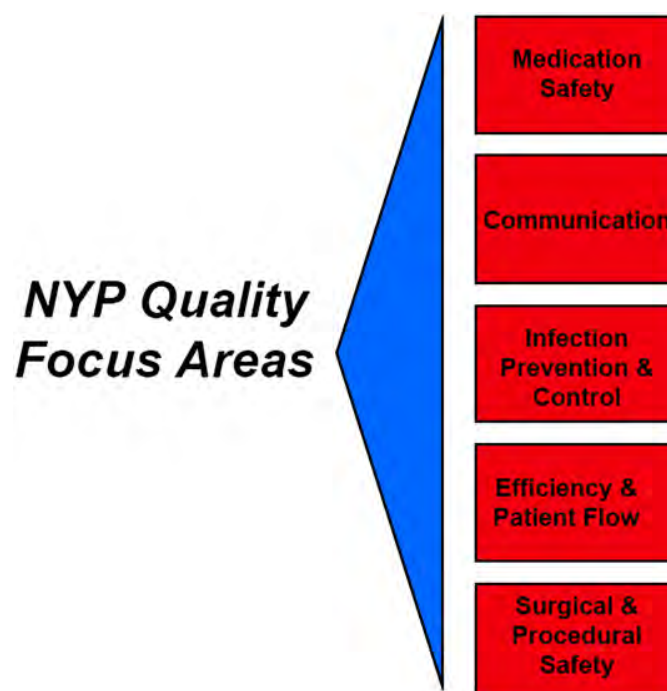 Medication
Safety
Communication
NYP Quality
Focus Areas
Infection
Prevention &
Control
Efficiency &
Patient Flow
Surgical &
Procedural
Safety